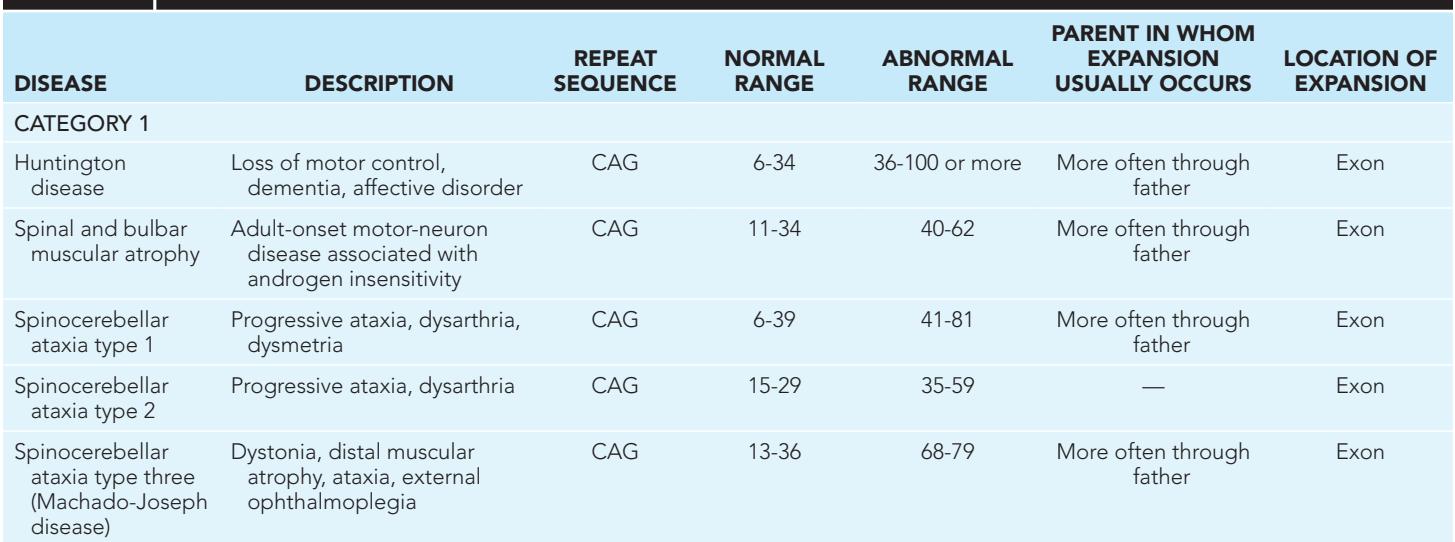 DISEASE DESCRIPTION REPEAT SEQUENCE NORMAL RANGE ABNORMAL RANGE PARENT IN WHOM EXPANSION USUALLY OCCURS LOCATION OF EXPANSION
CATEGORY 1
Huntington Loss of motor control, CAG 6-34 36-100 or more More often through Exon
disease dementia, affective disorder father
Spinal and bulbar Adult-onset motor-neuron CAG 11-34 40-62 More often through Exon
muscular atrophy disease associated with father
androgen insensitivity
Spinocerebellar Progressive ataxia, dysarthria, CAG 6-39 41-81 More often through Exon
ataxia type 1 dysmetria father
Spinocerebellar Progressive ataxia, dysarthria CAG 15-29 35-59 — Exon
ataxia type 2
Spinocerebellar Dystonia, distal muscular CAG 13-36 68-79 More often through Exon
ataxia type three atrophy, ataxia, external father
(Machado-Joseph ophthalmoplegia
disease)